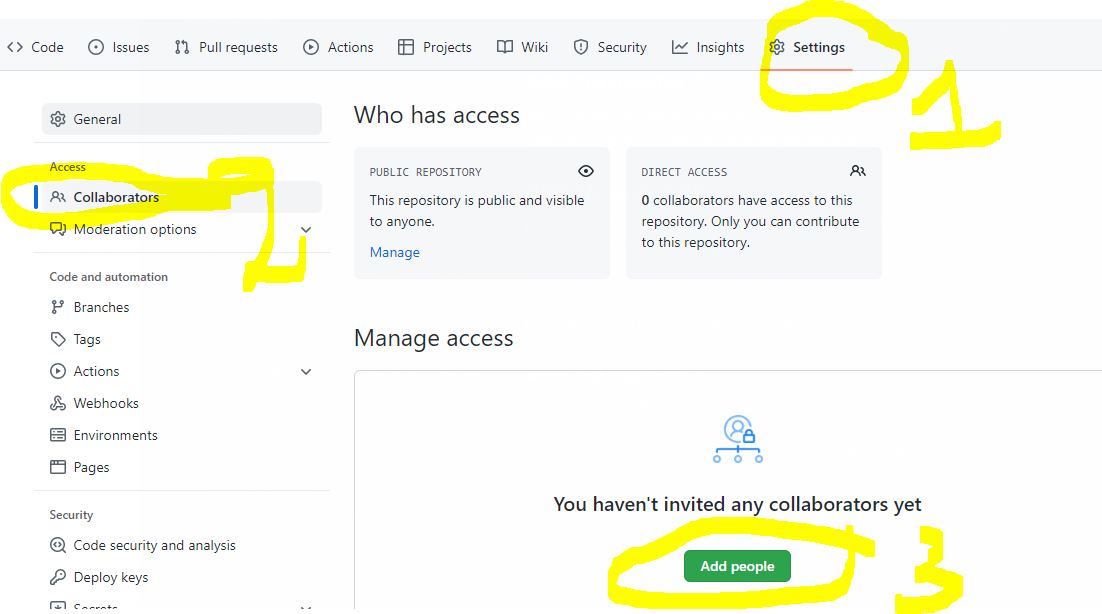 Code Issues Pull requests Actions Projects Wiki Security Insights Settings
1
General
Access
Collaborators
2
Moderation options
Code and automation
Branches
Tags
Actions
Webhooks
Environments
Pages
Security
Code security and analysis
Deploy keys
Secrets
Who has access
PUBLIC REPOSITORY
This repository is public and visible
to anyone.
Manage
DIRECT ACCESS
0 collaborators have access to this
repository. Only you can contribute
to this repository.
Manage access
You haven't invited any collaborators yet
Add people
3